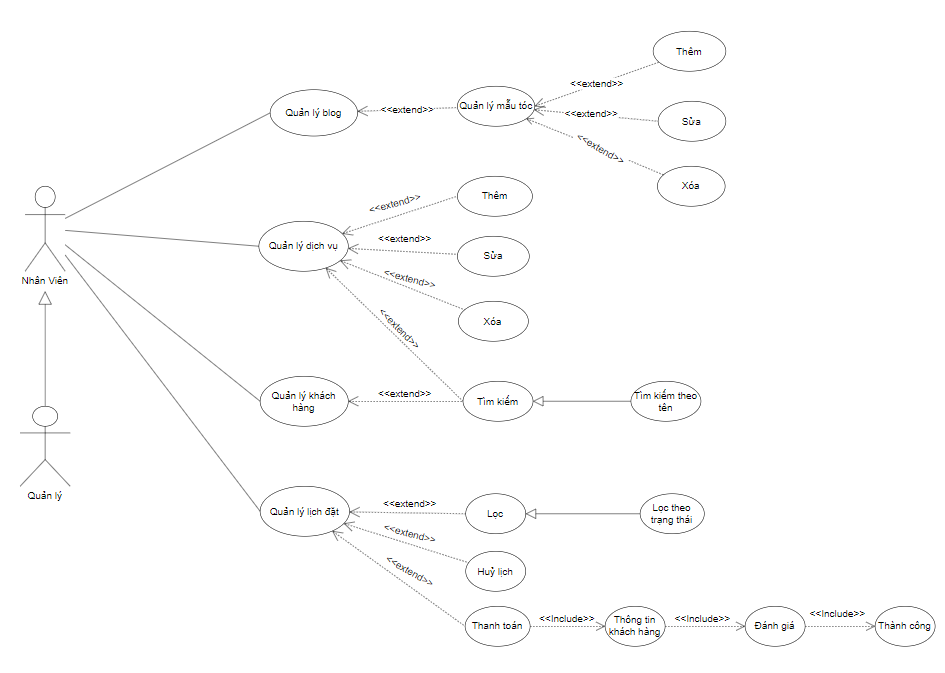 Thêm
<<extend>>
Quản lý blog
<<extend>>
Quản lý mẫu tóc
<<extend>>
Sửa
<<extend>>
Xóa
Thêm
<<extend>>
Nhân Viên
Quản lý dịch vụ
<<extend>>
Sửa
<<extend>>
Xóa
<<extend>>
Quản lý khách
hàng
<<extend>>
Tìm kiếm
Tìm kiếm theo
tên
Quản lý
Quản lý lịch đặt
<<extend>>
Lọc
Lọc theo
trạng thái
<<extend>>
Huỷ lịch
<<extend>>
Thanh toán
<<Include>>
Thông tin
khách hàng
<<Include>>
Đánh giá
<<Include>>
Thành công